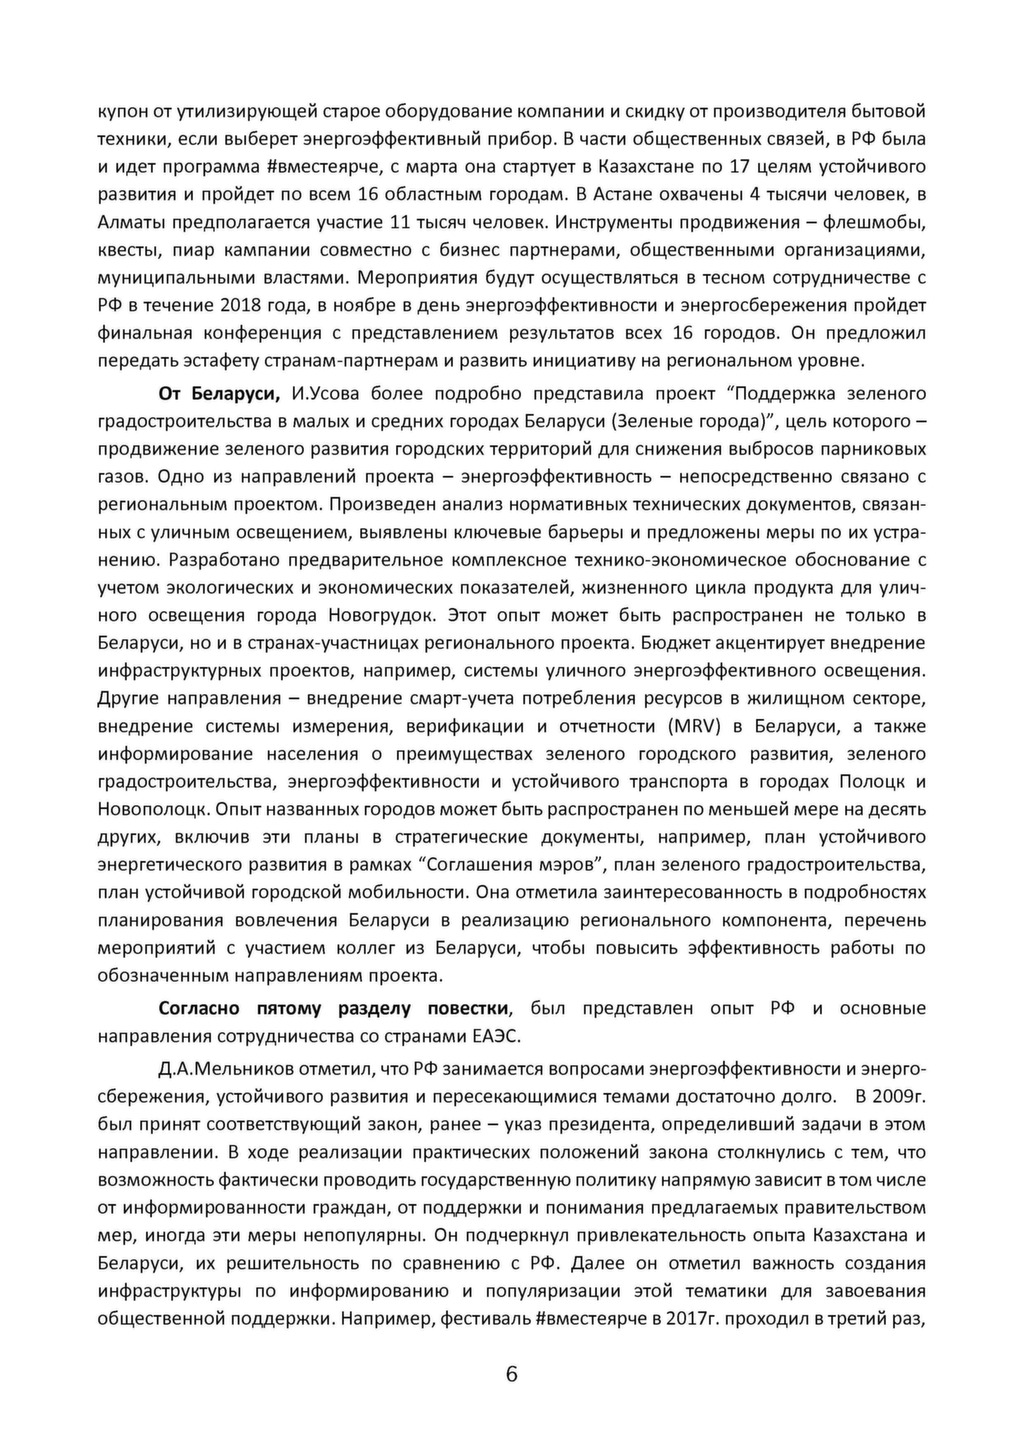 купон от утилизирующей старое оборудование компании и скидку от производителя бытовой
техники, если выберет энергоэффективный прибор. В части общественных связей, в РФ была
и идет программа #вместеярче, с марта она стартует в Казахстане по 17 целям устойчивого
развития и пройдет по всем 16 областным городам. В Астане охвачены 4 тысячи человек, в
Алматы предполагается участие 11 тысяч человек. Инструменты продвижения – флешмобы,
квесты, пиар кампании совместно с бизнес партнерами, общественными организациями,
муниципальными властями. Мероприятия будут осуществляться в тесном сотрудничестве с
РФ в течение 2018 года, в ноябре в день энергоэффективности и энергосбережения пройдет
финальная конференция с представлением результатов всех 16 городов. Он предложил
передать эстафету странам-партнерам и развить инициативу на региональном уровне.
От Беларуси, И.Усова более подробно представила проект “Поддержка зеленого
градостроительства в малых и средних городах Беларуси (Зеленые города)”, цель которого –
продвижение зеленого развития городских территорий для снижения выбросов парниковых
газов. Одно из направлений проекта – энергоэффективность – непосредственно связано с
региональным проектом. Произведен анализ нормативных технических документов, связан-
ных с уличным освещением, выявлены ключевые барьеры и предложены меры по их устра-
нению. Разработано предварительное комплексное технико-экономическое обоснование с
учетом экологических и экономических показателей, жизненного цикла продукта для улич-
ного освещения города Новогрудок. Этот опыт может быть распространен не только в
Беларуси, но и в странах-участницах регионального проекта. Бюджет акцентирует внедрение
инфраструктурных проектов, например, системы уличного энергоэффективного освещения.
Другие направления – внедрение смарт-учета потребления ресурсов в жилищном секторе,
внедрение системы измерения, верификации и отчетности (MRV) в Беларуси, а также
информирование населения о преимуществах зеленого городского развития, зеленого
градостроительства, энергоэффективности и устойчивого транспорта в городах Полоцк и
Новополоцк. Опыт названных городов может быть распространен по меньшей мере на десять
других, включив эти планы в стратегические документы, например, план устойчивого
энергетического развития в рамках “Соглашения мэров”, план зеленого градостроительства,
план устойчивой городской мобильности. Она отметила заинтересованность в подробностях
планирования вовлечения Беларуси в реализацию регионального компонента, перечень
мероприятий с участием коллег из Беларуси, чтобы повысить эффективность работы по
обозначенным направлениям проекта.
Согласно пятому разделу повестки, был представлен опыт РФ и основные
направления сотрудничества со странами ЕАЭС.
Д.А.Мельников отметил, что РФ занимается вопросами энергоэффективности и энерго-
сбережения, устойчивого развития и пересекающимися темами достаточно долго. В 2009г.
был принят соответствующий закон, ранее – указ президента, определивший задачи в этом
направлении. В ходе реализации практических положений закона столкнулись с тем, что
возможность фактически проводить государственную политику напрямую зависит в том числе
от информированности граждан, от поддержки и понимания предлагаемых правительством
мер, иногда эти меры непопулярны. Он подчеркнул привлекательность опыта Казахстана и
Беларуси, их решительность по сравнению с РФ. Далее он отметил важность создания
инфраструктуры по информированию и популяризации этой тематики для завоевания
общественной поддержки. Например, фестиваль #вместеярче в 2017г. проходил в третий раз,
6